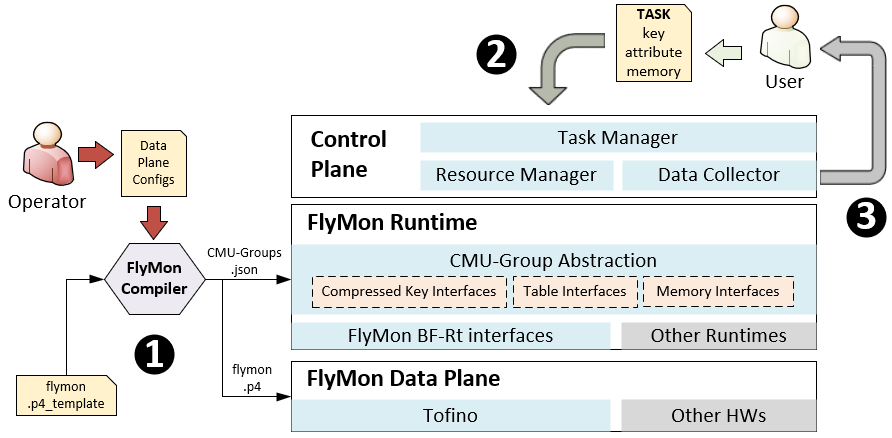 TASK
key
attribute
memory
2
User
Operator
Data
Plane
Configs
Control
Plane
Task Manager
Resource Manager
Data Collector
3
FlyMon
Compiler
CMU-Groups
.json
FlyMon Runtime
CMU-Group Abstraction
Compressed Key Interfaces
Table Interfaces
Memory Interfaces
FlyMon BF-Rt interfaces
Other Runtimes
1
flymon
.p4_template
flymon
.p4
FlyMon Data Plane
Tofino
Other HWs